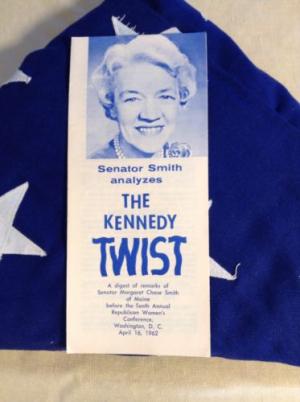 Senator Smith
analyzes
THE
KENNEDY
TWIST
A digest of remarks of
Senator Margaret Chase Smith
of Maine
before the Tenth Annual
Republican Women's
Conference,
Washington, D. C.
April 16, 1962